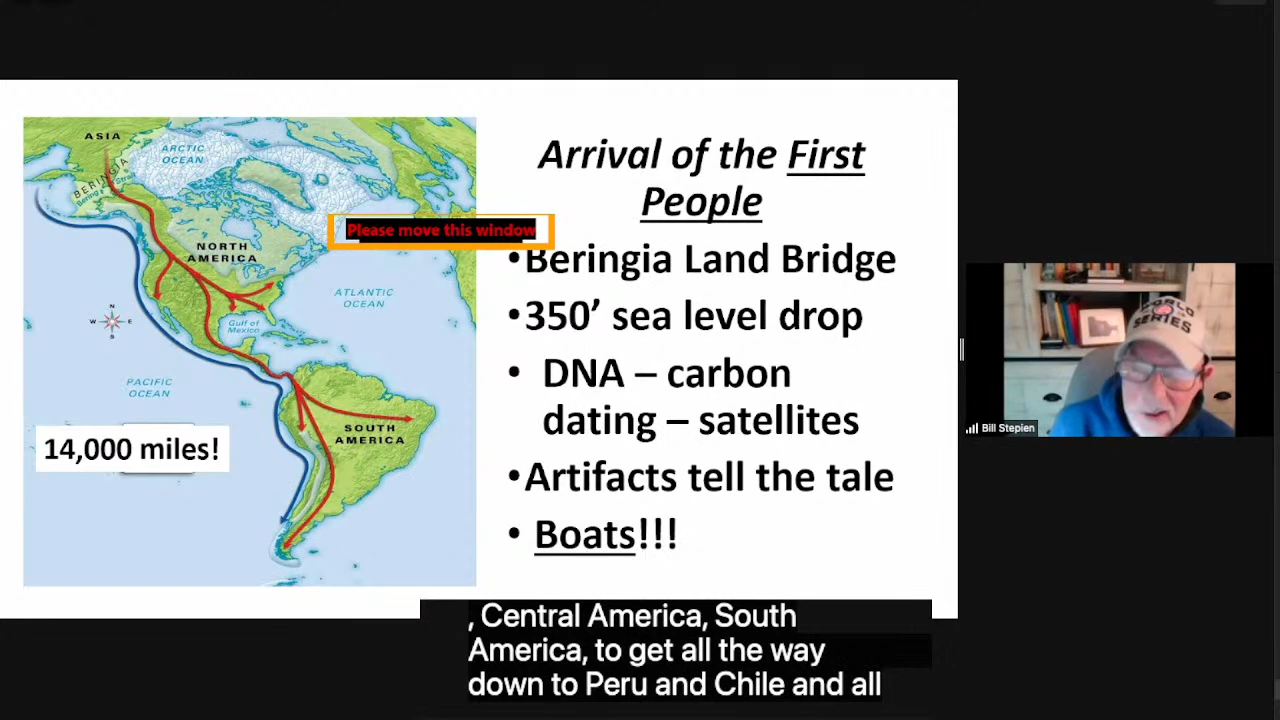 ASIA
ARCTIC
OCEAN
BERINGIA
Arrival of the First
People
Please move this window
NORTH
AMERICA
•Beringia Land Bridge
ATLANTIC
OCEAN
N
W E
S
Gulf of
Mexico
•350’ sea level drop
PACIFIC
OCEAN
• DNA – carbon
dating – satellites
SOUTH
AMERICA
14,000 miles!
•Artifacts tell the tale
• Boats!!!
WORLD
SERIES
Bill Steplen
, Central America, South
America, to get all the way
down to Peru and Chile and all